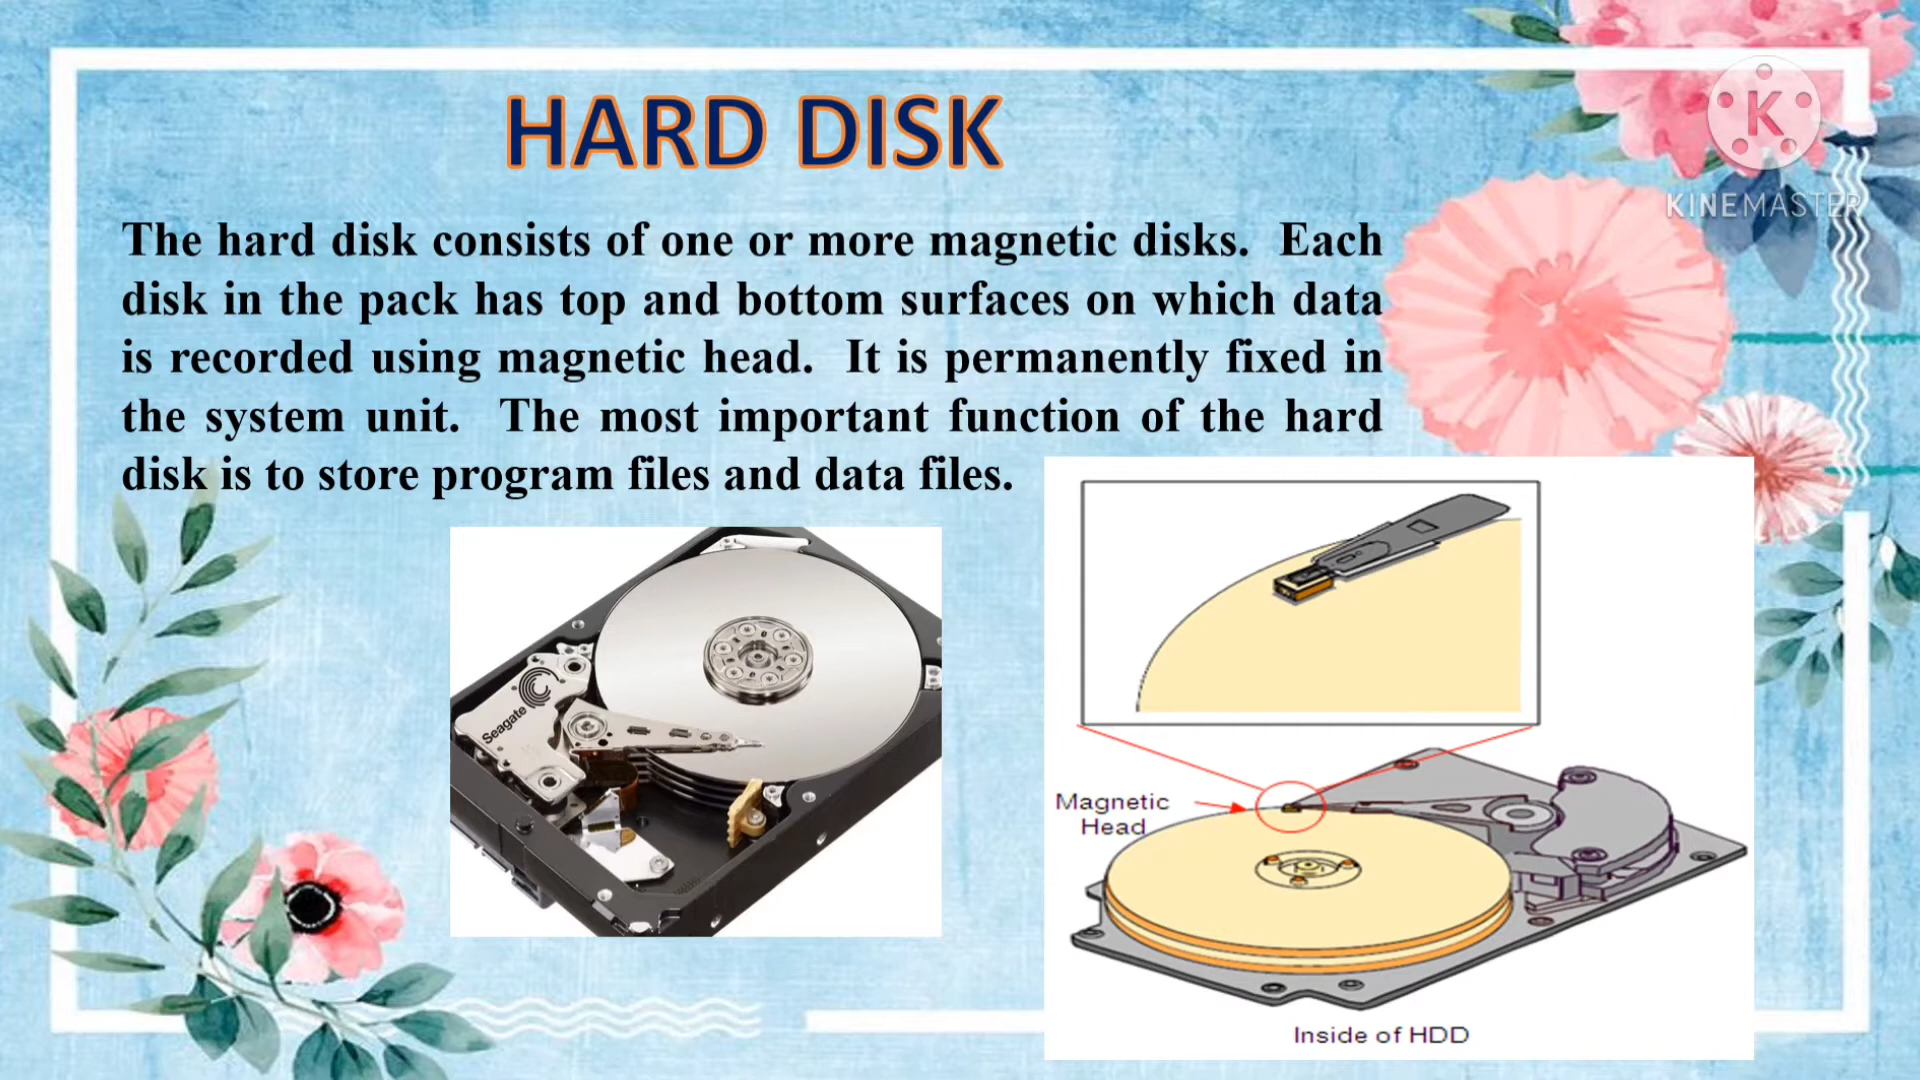 HARD DISK
K
KINEMASTER
The hard disk consists of one or more magnetic disks. Each
disk in the pack has top and bottom surfaces on which data
is recorded using magnetic head. It is permanently fixed in
the system unit. The most important function of the hard
disk is to store program files and data files.
Seagate
Magnetic
Head
Inside of HDD